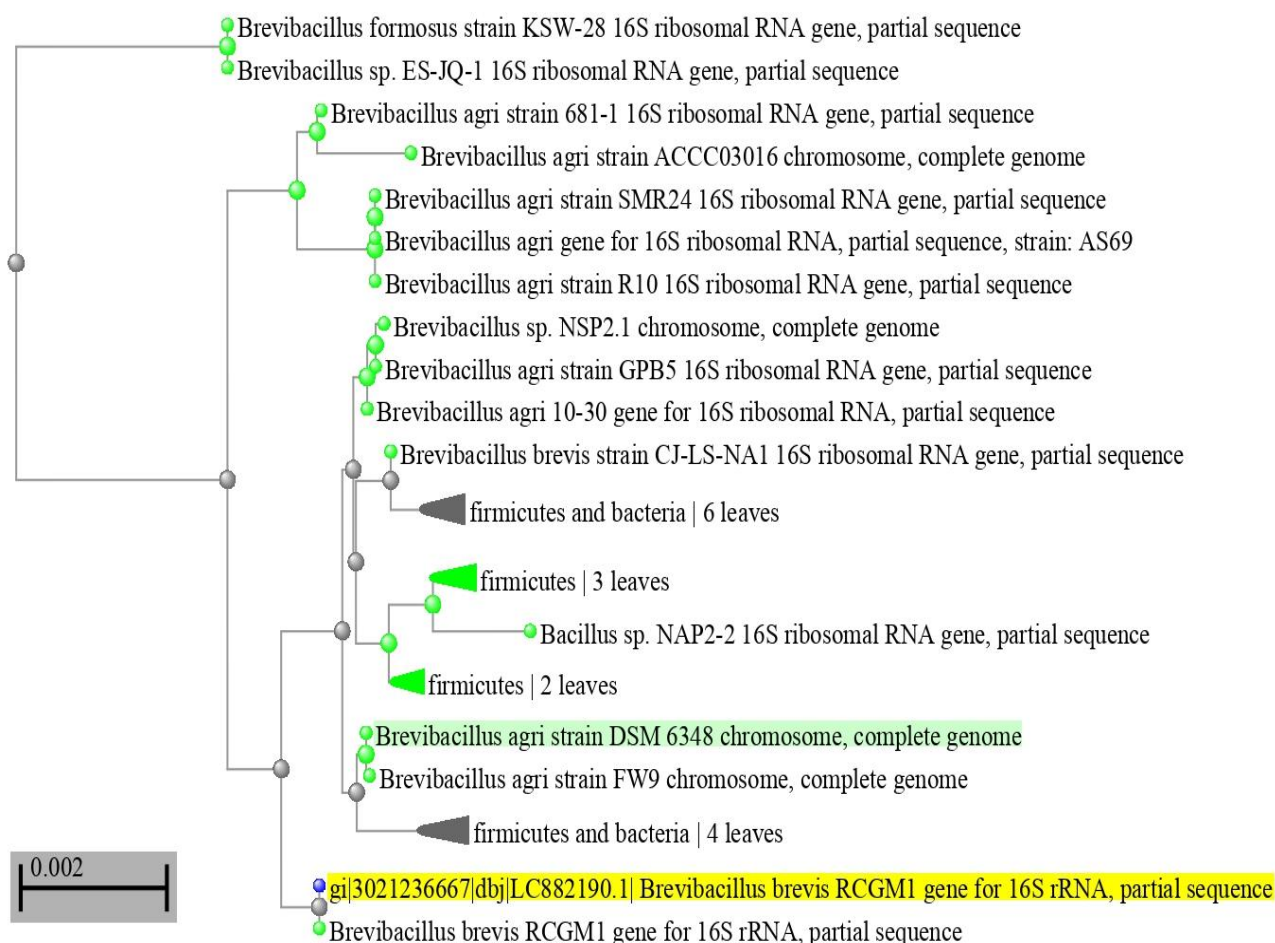 Brevibacillus formosus strain KSW-28 16S ribosomal RNA gene, partial sequence
Brevibacillus sp. ES-JQ-1 16S ribosomal RNA gene, partial sequence
Brevibacillus agri strain 681-1 16S ribosomal RNA gene, partial sequence
Brevibacillus agri strain ACCC03016 chromosome, complete genome
Brevibacillus agri strain SMR24 16S ribosomal RNA gene, partial sequence
Brevibacillus agri gene for 16S ribosomal RNA, partial sequence, strain: AS69
Brevibacillus agri strain R10 16S ribosomal RNA gene, partial sequence
Brevibacillus sp. NSP2.1 chromosome, complete genome
Brevibacillus agri strain GPB5 16S ribosomal RNA gene, partial sequence
Brevibacillus agri 10-30 gene for 16S ribosomal RNA, partial sequence
Brevibacillus brevis strain CJ-LS-NA1 16S ribosomal RNA gene, partial sequence
firmicutes and bacteria | 6 leaves
firmicutes | 3 leaves
Bacillus sp. NAP2-2 16S ribosomal RNA gene, partial sequence
firmicutes | 2 leaves
Brevibacillus agri strain DSM 6348 chromosome, complete genome
Brevibacillus agri strain FW9 chromosome, complete genome
firmicutes and bacteria | 4 leaves
0.002
gi|3021236667|dbj|LC882190.1| Brevibacillus brevis RCGM1 gene for 16S rRNA, partial sequence
Brevibacillus brevis RCGM1 gene for 16S rRNA, partial sequence